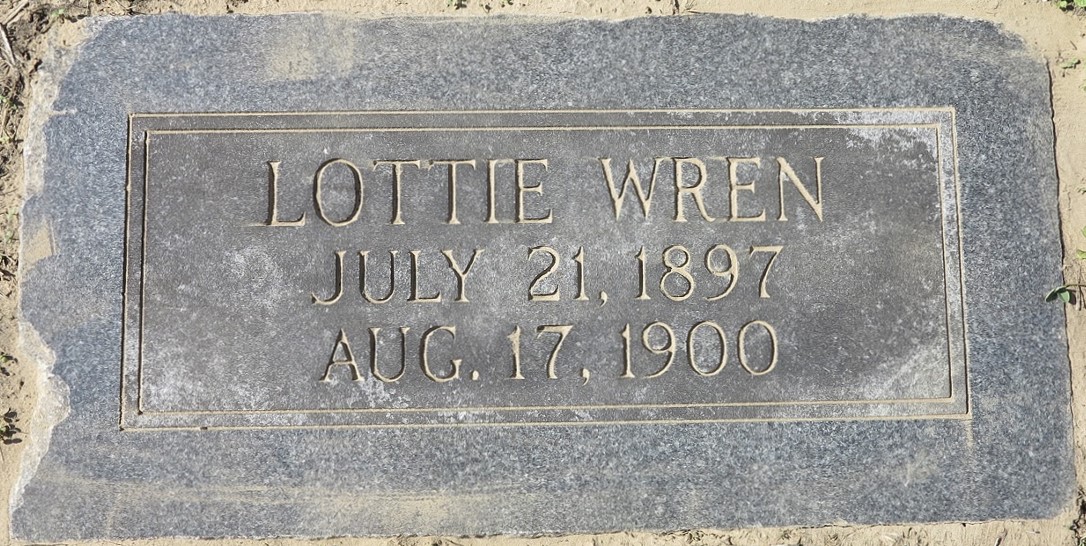 LOTTIE WREN
JULY 21, 1897
AUG. 17, 1900